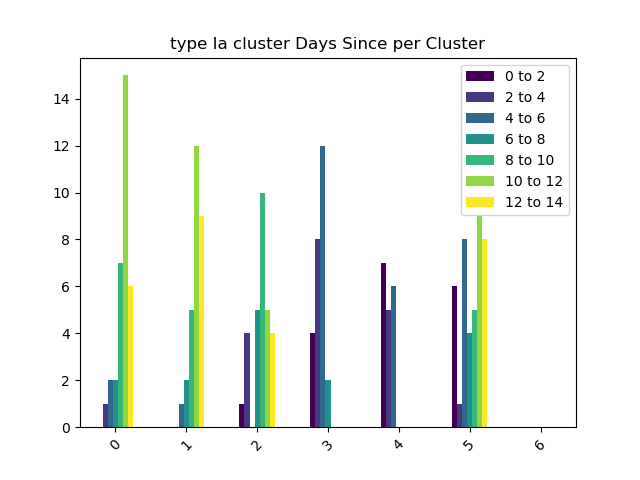 type Ia cluster Days Since per Cluster
0 to 2
2 to 4
4 to 6
6 to 8
8 to 10
10 to 12
12 to 14
14
12
10
8
6
4
2
0
0 1 2 3 4 5 6